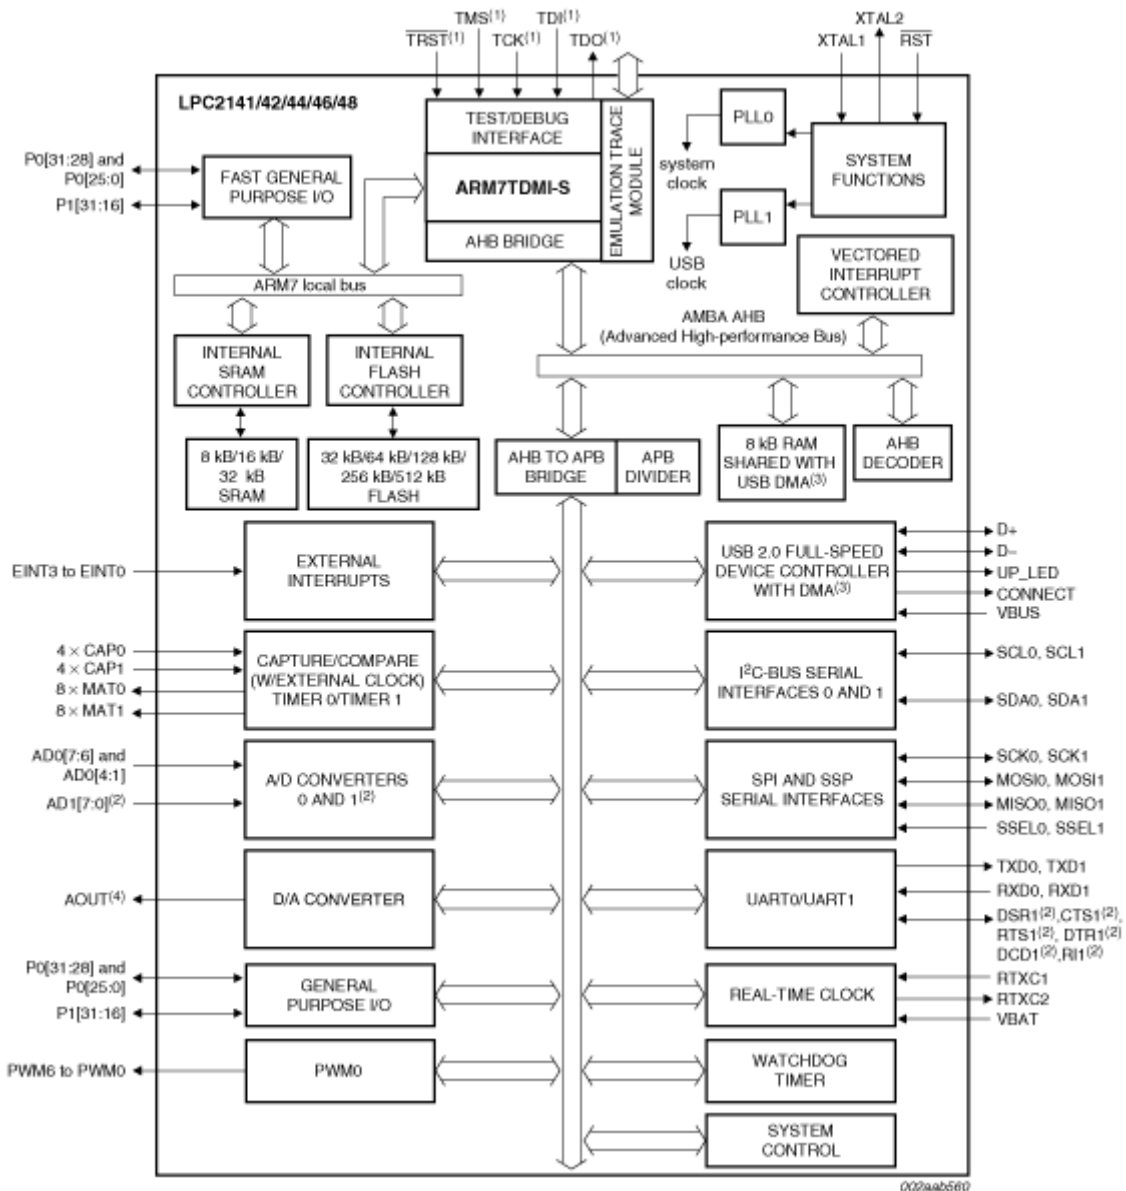 TMS(1)
TDI(1)
TRST(1)
TCK(1)
TDO(1)
XTAL2
XTAL1
RST
LPC2141/42/44/46/48
TEST/DEBUG
INTERFACE
ARM7TDMI-S
AHB BRIDGE
EMULATION TRACE
MODULE
PLL0
system
clock
PLL1
USB
clock
SYSTEM
FUNCTIONS
VECTORED
INTERRUPT
CONTROLLER
P0[31:28] and
P0[25:0]
P1[31:16]
FAST GENERAL
PURPOSE I/O
ARM7 local bus
AMBA AHB
(Advanced High-performance Bus)
INTERNAL
SRAM
CONTROLLER
INTERNAL
FLASH
CONTROLLER
8 kB/16 kB/
32 kB
SRAM
32 kB/64 kB/128 kB/
256 kB/512 kB
FLASH
AHB TO APB
BRIDGE
APB
DIVIDER
8 kB RAM
SHARED WITH
USB DMA(3)
AHB
DECODER
EINT3 to EINT0
EXTERNAL
INTERRUPTS
USB 2.0 FULL-SPEED
DEVICE CONTROLLER
WITH DMA(3)
D+
D−
UP_LED
CONNECT
VBUS
4 × CAP0
4 × CAP1
8 × MAT0
8 × MAT1
CAPTURE/COMPARE
(W/EXTERNAL CLOCK)
TIMER 0/TIMER 1
I2C-BUS SERIAL
INTERFACES 0 AND 1
SCL0, SCL1
SDA0, SDA1
AD0[7:6] and
AD0[4:1]
AD1[7:0](2)
A/D CONVERTERS
0 AND 1(2)
SPI AND SSP
SERIAL INTERFACES
SCK0, SCK1
MOSI0, MOSI1
MISO0, MISO1
SSEL0, SSEL1
AOUT(4)
D/A CONVERTER
UART0/UART1
TXD0, TXD1
RXD0, RXD1
DSR1(2),CTS1(2),
RTS1(2), DTR1(2)
DCD1(2),RI1(2)
P0[31:28] and
P0[25:0]
P1[31:16]
GENERAL
PURPOSE I/O
REAL-TIME CLOCK
RTXC1
RTXC2
VBAT
PWM6 to PWM0
PWM0
WATCHDOG
TIMER
SYSTEM
CONTROL
002aab560